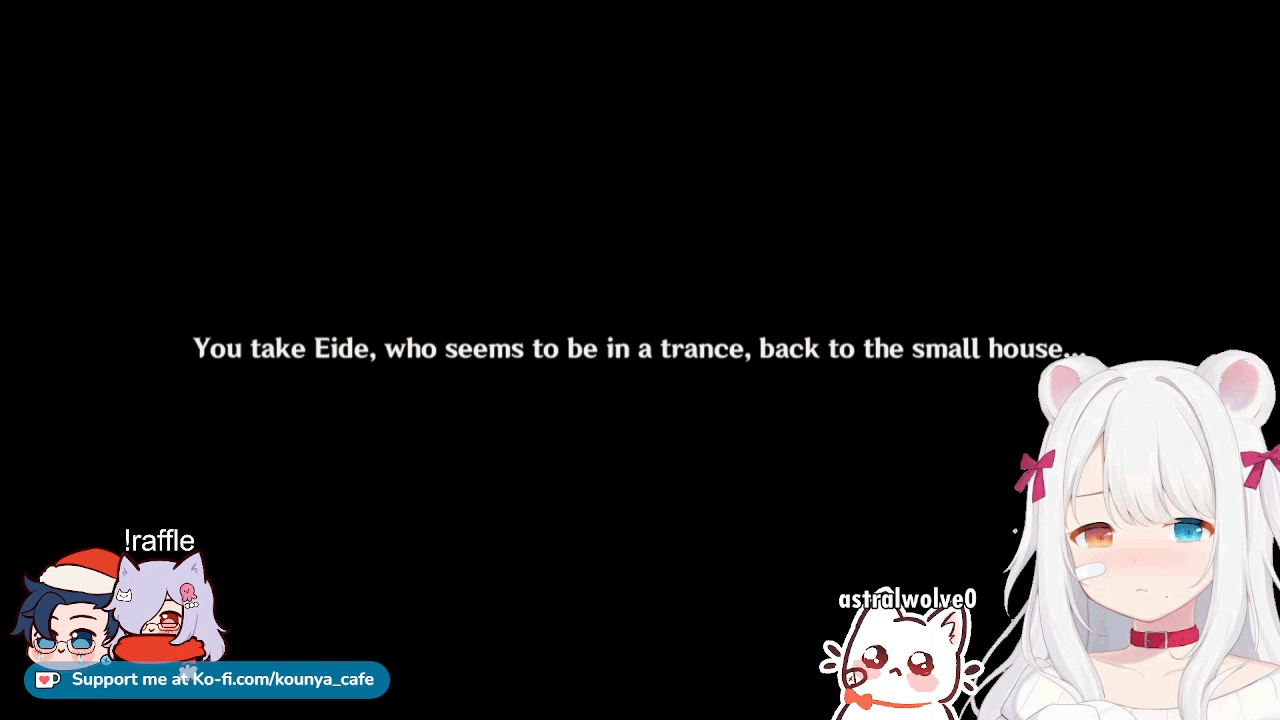 You take Eide, who seems to be in a trance, back to the small house...
!raffle
astralwolve0
Support me at Ko-fi.com/kounya_cafe